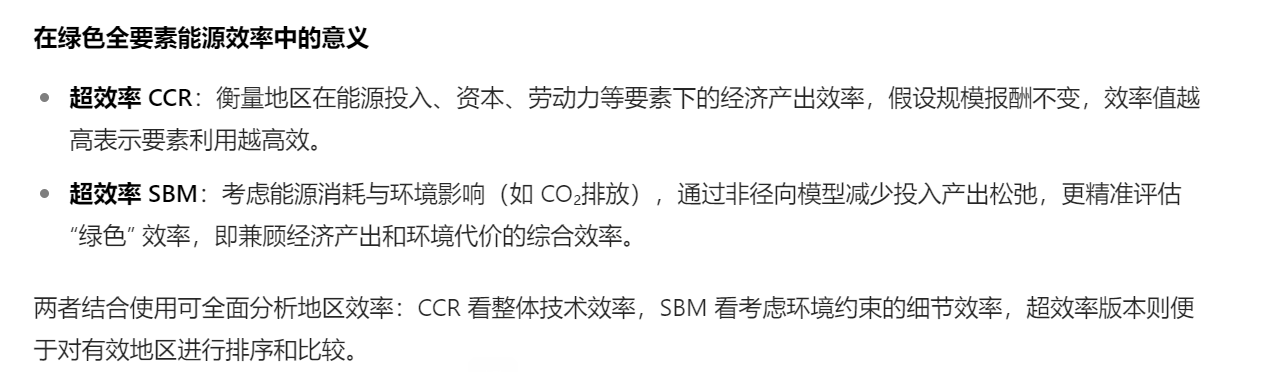 在绿色全要素能源效率中的意义
• 超效率 CCR：衡量地区在能源投入、资本、劳动力等要素下的经济产出效率，假设规模报酬不变，效率值越
高表示要素利用越高效。
• 超效率 SBM：考虑能源消耗与环境影响（如 CO₂排放），通过非径向模型减少投入产出松弛，更精准评估
“绿色” 效率，即兼顾经济产出和环境代价的综合效率。
两者结合使用可全面分析地区效率：CCR 看整体技术效率，SBM 看考虑环境约束的细节效率，超效率版本则便
于对有效地区进行排序和比较。